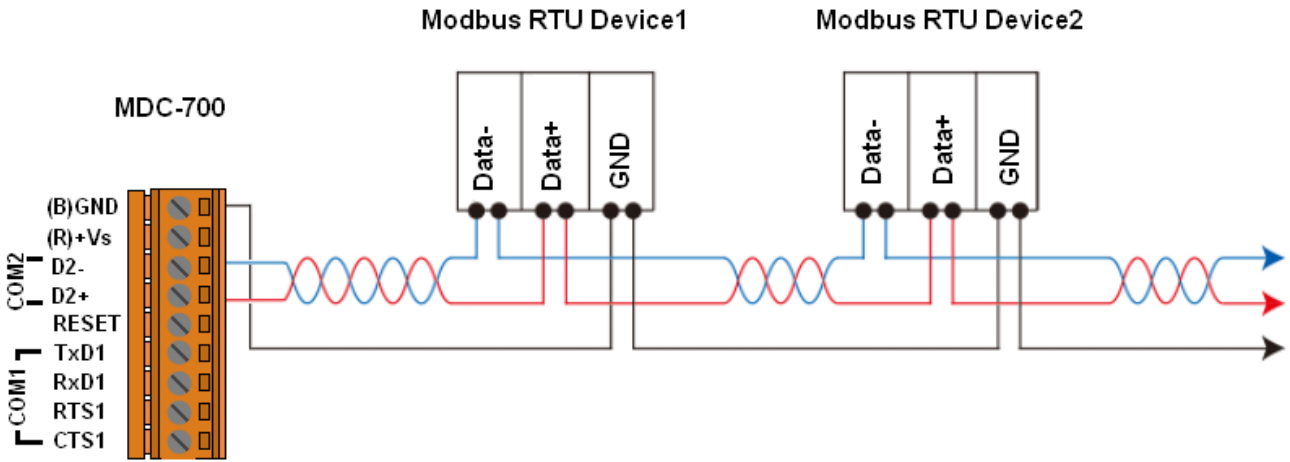 Modbus RTU Device1
Modbus RTU Device2
MDC-700
Data-
Data+
GND
Data-
Data+
GND
(B)GND
(R)+Vs
COM2
D2-
D2+
RESET
COM1
TxD1
RxD1
RTS1
CTS1